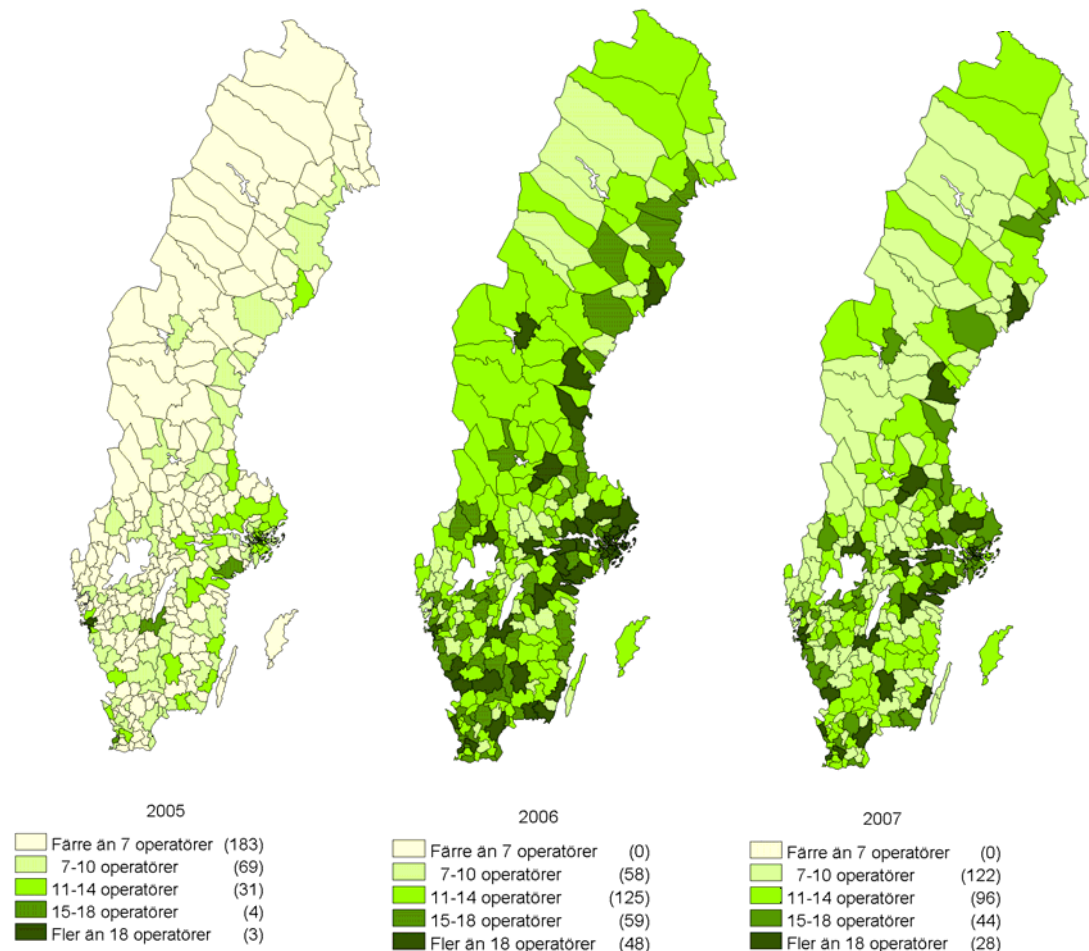 2005
Färre än 7 operatörer (183)
7-10 operatörer (69)
11-14 operatörer (31)
15-18 operatörer (4)
Fler än 18 operatörer (3)
2006
Färre än 7 operatörer (0)
7-10 operatörer (58)
11-14 operatörer (125)
15-18 operatörer (59)
Fler än 18 operatörer (48)
2007
Färre än 7 operatörer (0)
7-10 operatörer (122)
11-14 operatörer (96)
15-18 operatörer (44)
Fler än 18 operatörer (28)